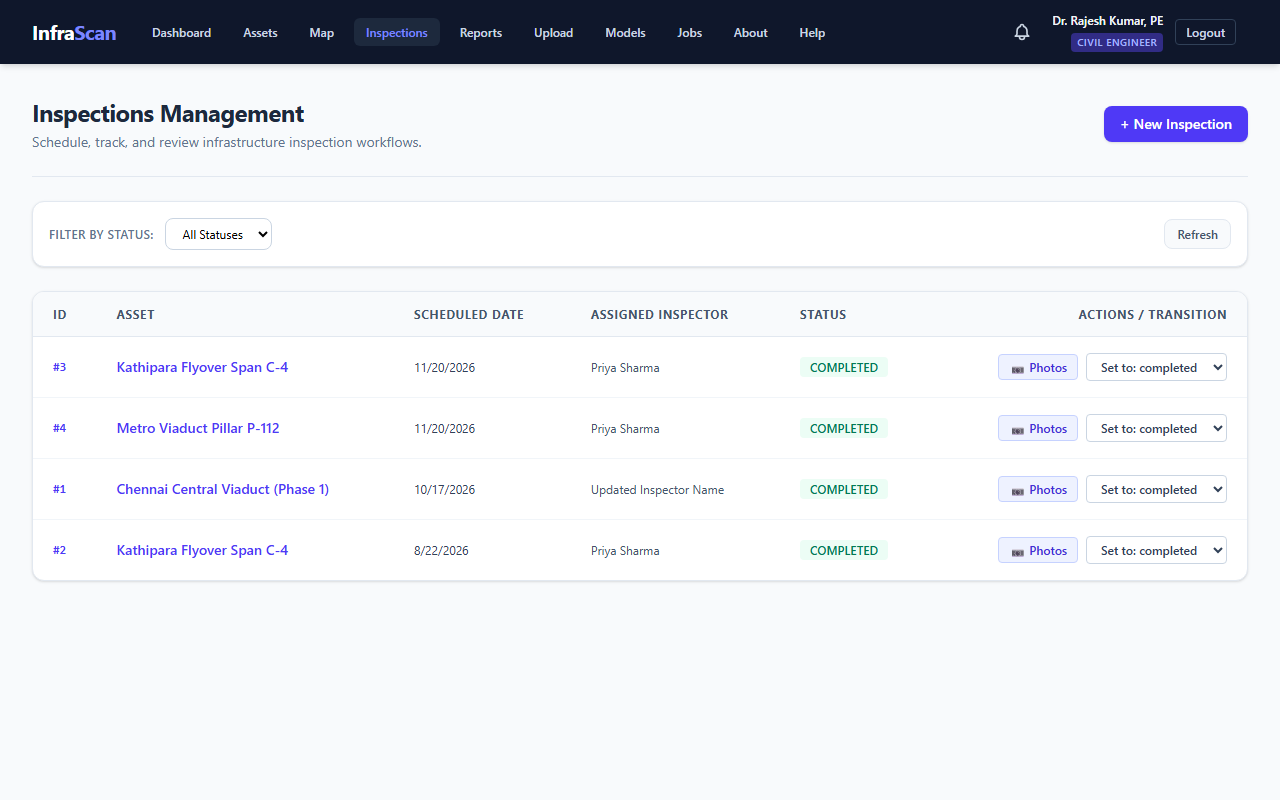 InfraScan Dashboard Assets Map Inspections Reports Upload Models Jobs About Help Dr. Rajesh Kumar, PE Logout
CIVIL ENGINEER
Inspections Management
Schedule, track, and review infrastructure inspection workflows.
+ New Inspection
FILTER BY STATUS: All Statuses Refresh
ID ASSET SCHEDULED DATE ASSIGNED INSPECTOR STATUS ACTIONS / TRANSITION
#3 Kathipara Flyover Span C-4 11/20/2026 Priya Sharma COMPLETED Photos Set to: completed
#4 Metro Viaduct Pillar P-112 11/20/2026 Priya Sharma COMPLETED Photos Set to: completed
#1 Chennai Central Viaduct (Phase 1) 10/17/2026 Updated Inspector Name COMPLETED Photos Set to: completed
#2 Kathipara Flyover Span C-4 8/22/2026 Priya Sharma COMPLETED Photos Set to: completed